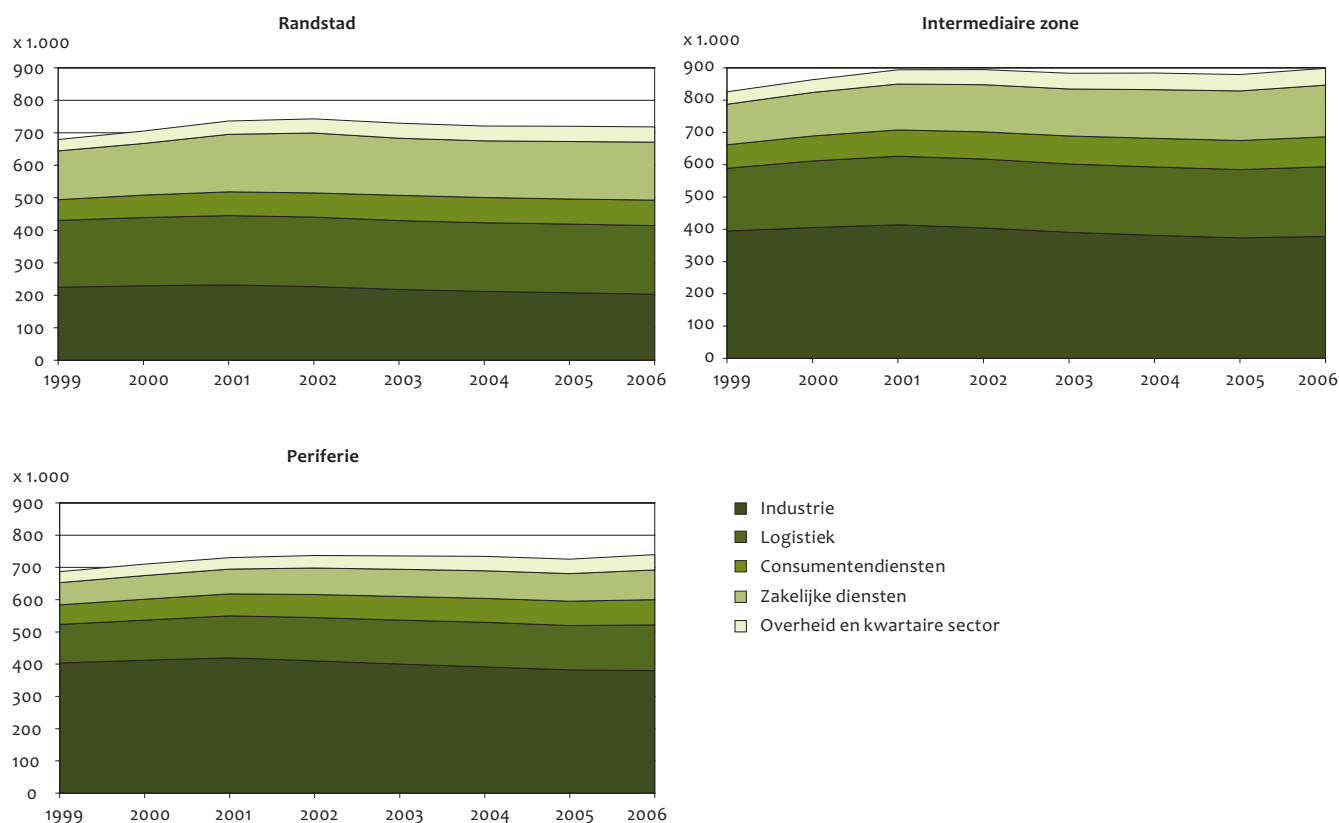 Randstad
x 1.000
900
800
700
600
500
400
300
200
100
0
1999 2000 2001 2002 2003 2004 2005 2006
Intermediaire zone
x 1.000
900
800
700
600
500
400
300
200
100
0
1999 2000 2001 2002 2003 2004 2005 2006
Periferie
x 1.000
900
800
700
600
500
400
300
200
100
0
1999 2000 2001 2002 2003 2004 2005 2006
Industrie
Logistiek
Consumentendiensten
Zakelijke diensten
Overheid en kwartaire sector